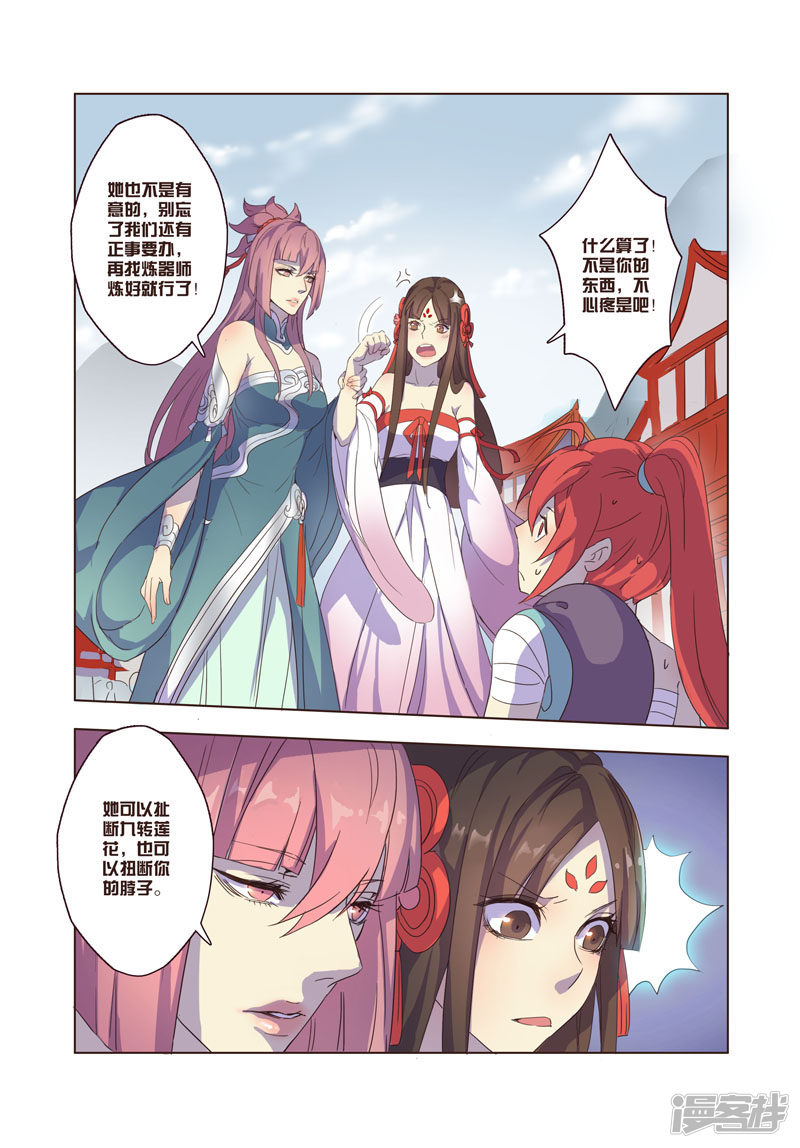 她也不是有
意的，别忘
了我们还有
正事要办，
再找炼器师
炼好就行了！
什么算了！
不是你的
东西，不
心疼是吧！
她可以扯
断九转莲
花，也可
以扭断你
的脖子。
漫客栈